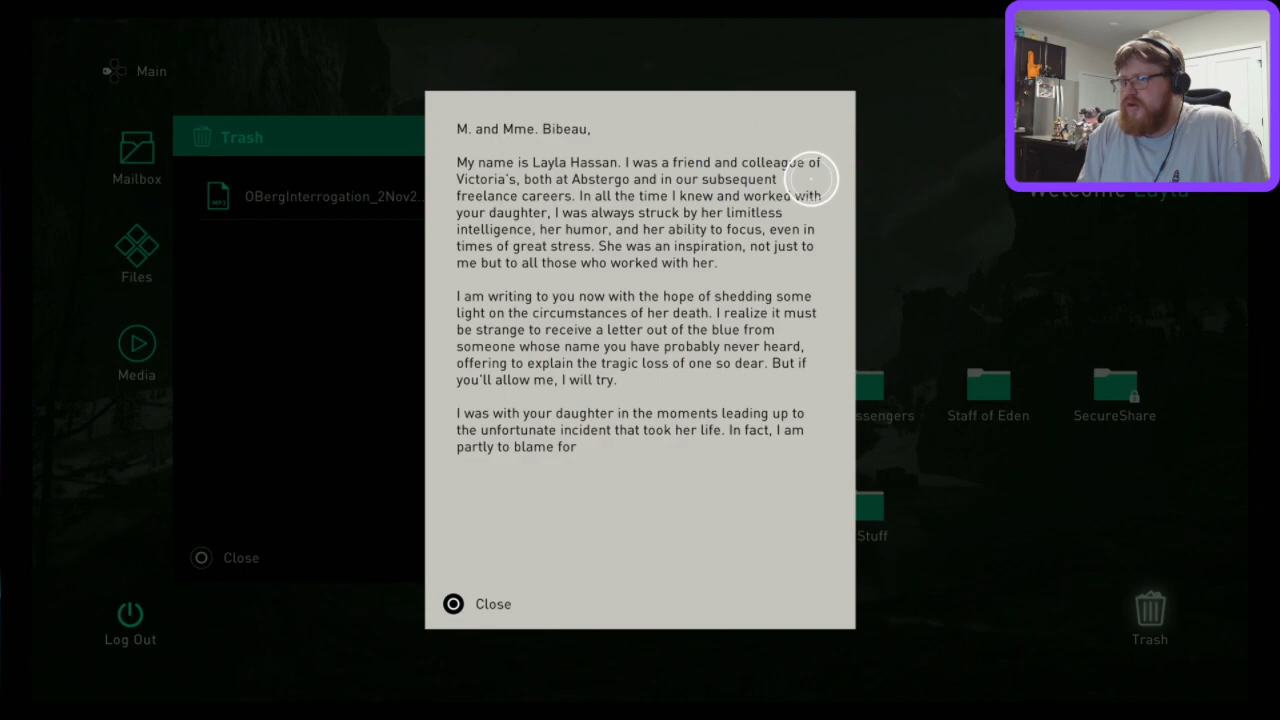 Main
Trash
Mailbox
OBergInterrogation_2Nov2..
Files
Media
Close
Log Out
M. and Mme. Bibeau,
My name is Layla Hassan. I was a friend and colleague of
Victoria's, both at Abstergo and in our subsequent
freelance careers. In all the time I knew and worked with
your daughter, I was always struck by her limitless
intelligence, her humor, and her ability to focus, even in
times of great stress. She was an inspiration, not just to
me but to all those who worked with her.
I am writing to you now with the hope of shedding some
light on the circumstances of her death. I realize it must
be strange to receive a letter out of the blue from
someone whose name you have probably never heard,
offering to explain the tragic loss of one so dear. But if
you'll allow me, I will try.
I was with your daughter in the moments leading up to
the unfortunate incident that took her life. In fact, I am
partly to blame for
Close
Welcome Layla
ssengers
Staff of Eden
SecureShare
Stuff
Trash